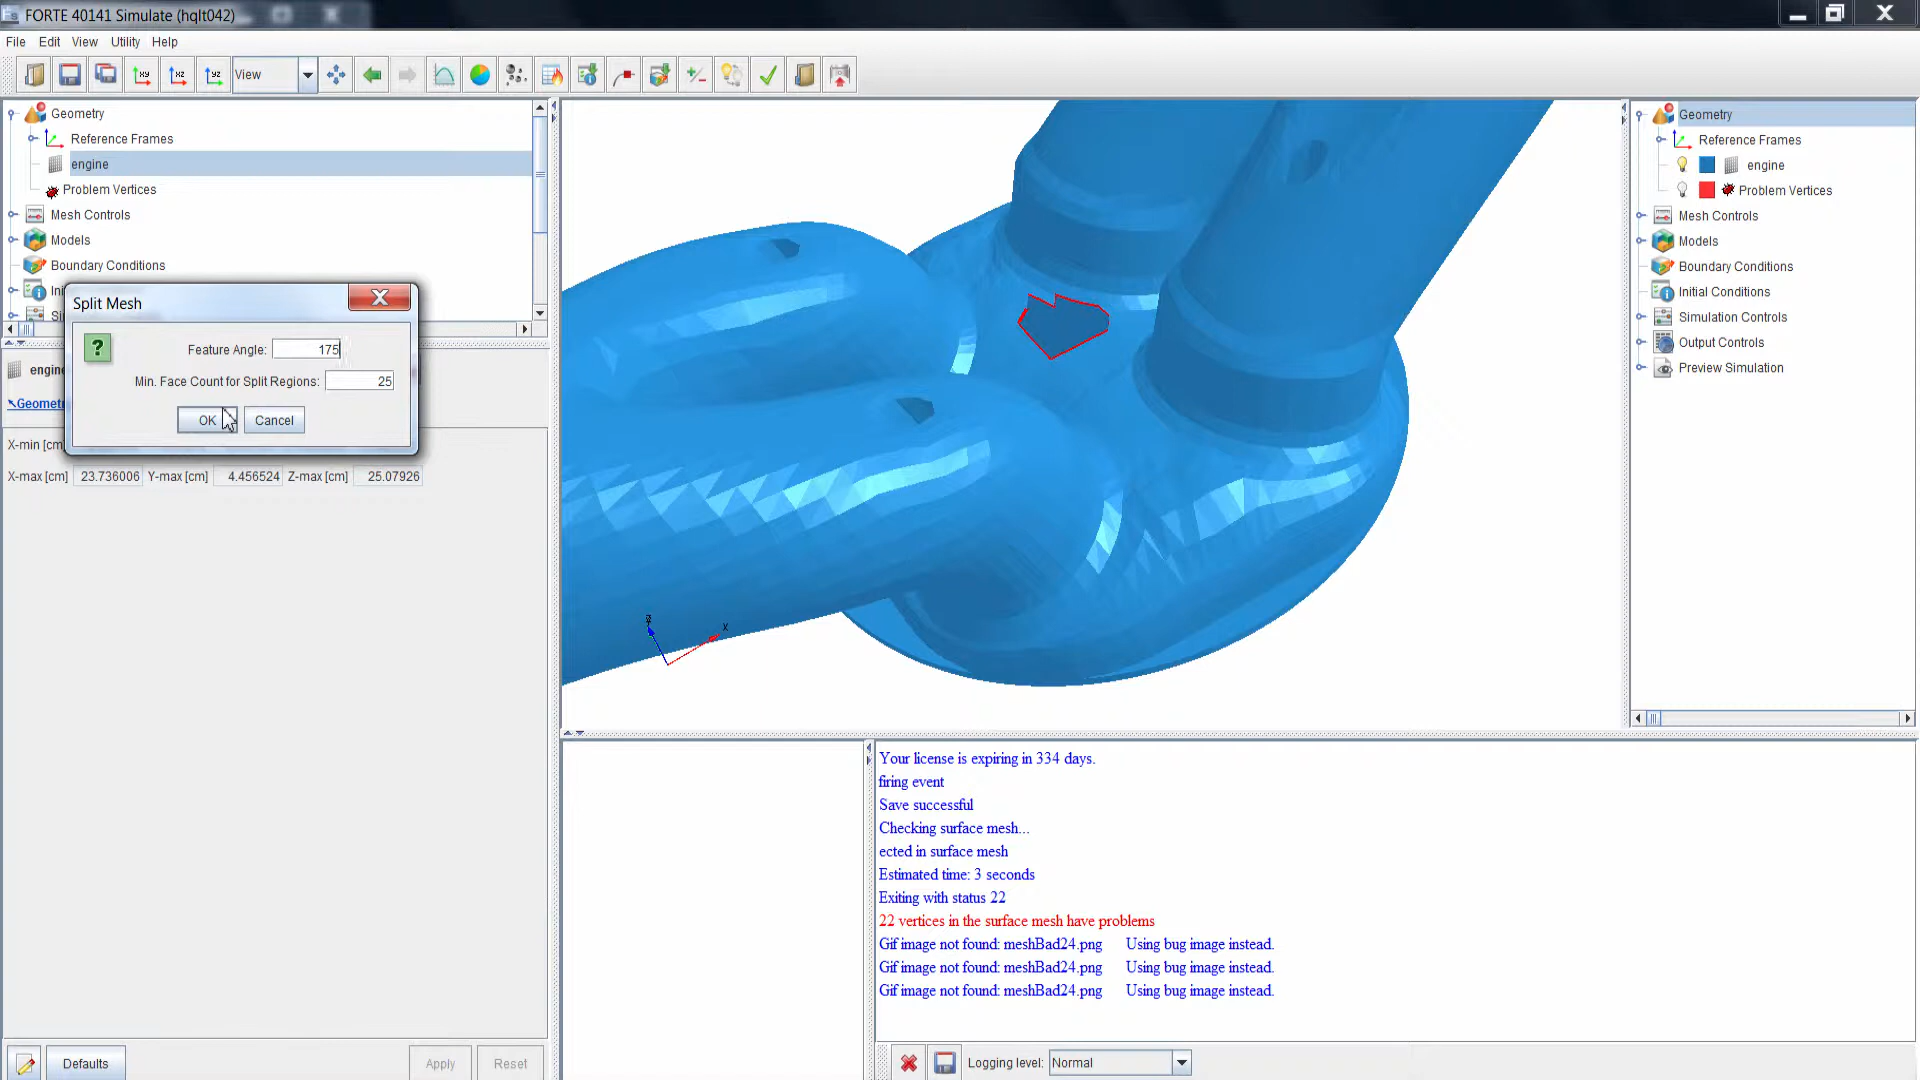 FORTE 40141 Simulate (hqlt042)
File Edit View Utility Help
xy xz yz View
Geometry
Reference Frames
engine
Problem Vertices
Mesh Controls
Models
Boundary Conditions
Split Mesh
Feature Angle: 175
Min. Face Count for Split Regions: 25
OK Cancel
X-max [cm] 23.736006 Y-max [cm] 4.456524 Z-max [cm] 25.07926
Defaults Apply Reset
z x
Your license is expiring in 334 days.
firing event
Save successful
Checking surface mesh...
ected in surface mesh
Estimated time: 3 seconds
Exiting with status 22
22 vertices in the surface mesh have problems
Gif image not found: meshBad24.png Using bug image instead.
Gif image not found: meshBad24.png Using bug image instead.
Gif image not found: meshBad24.png Using bug image instead.
Logging level: Normal
Geometry
Reference Frames
engine
Problem Vertices
Mesh Controls
Models
Boundary Conditions
Initial Conditions
Simulation Controls
Output Controls
Preview Simulation